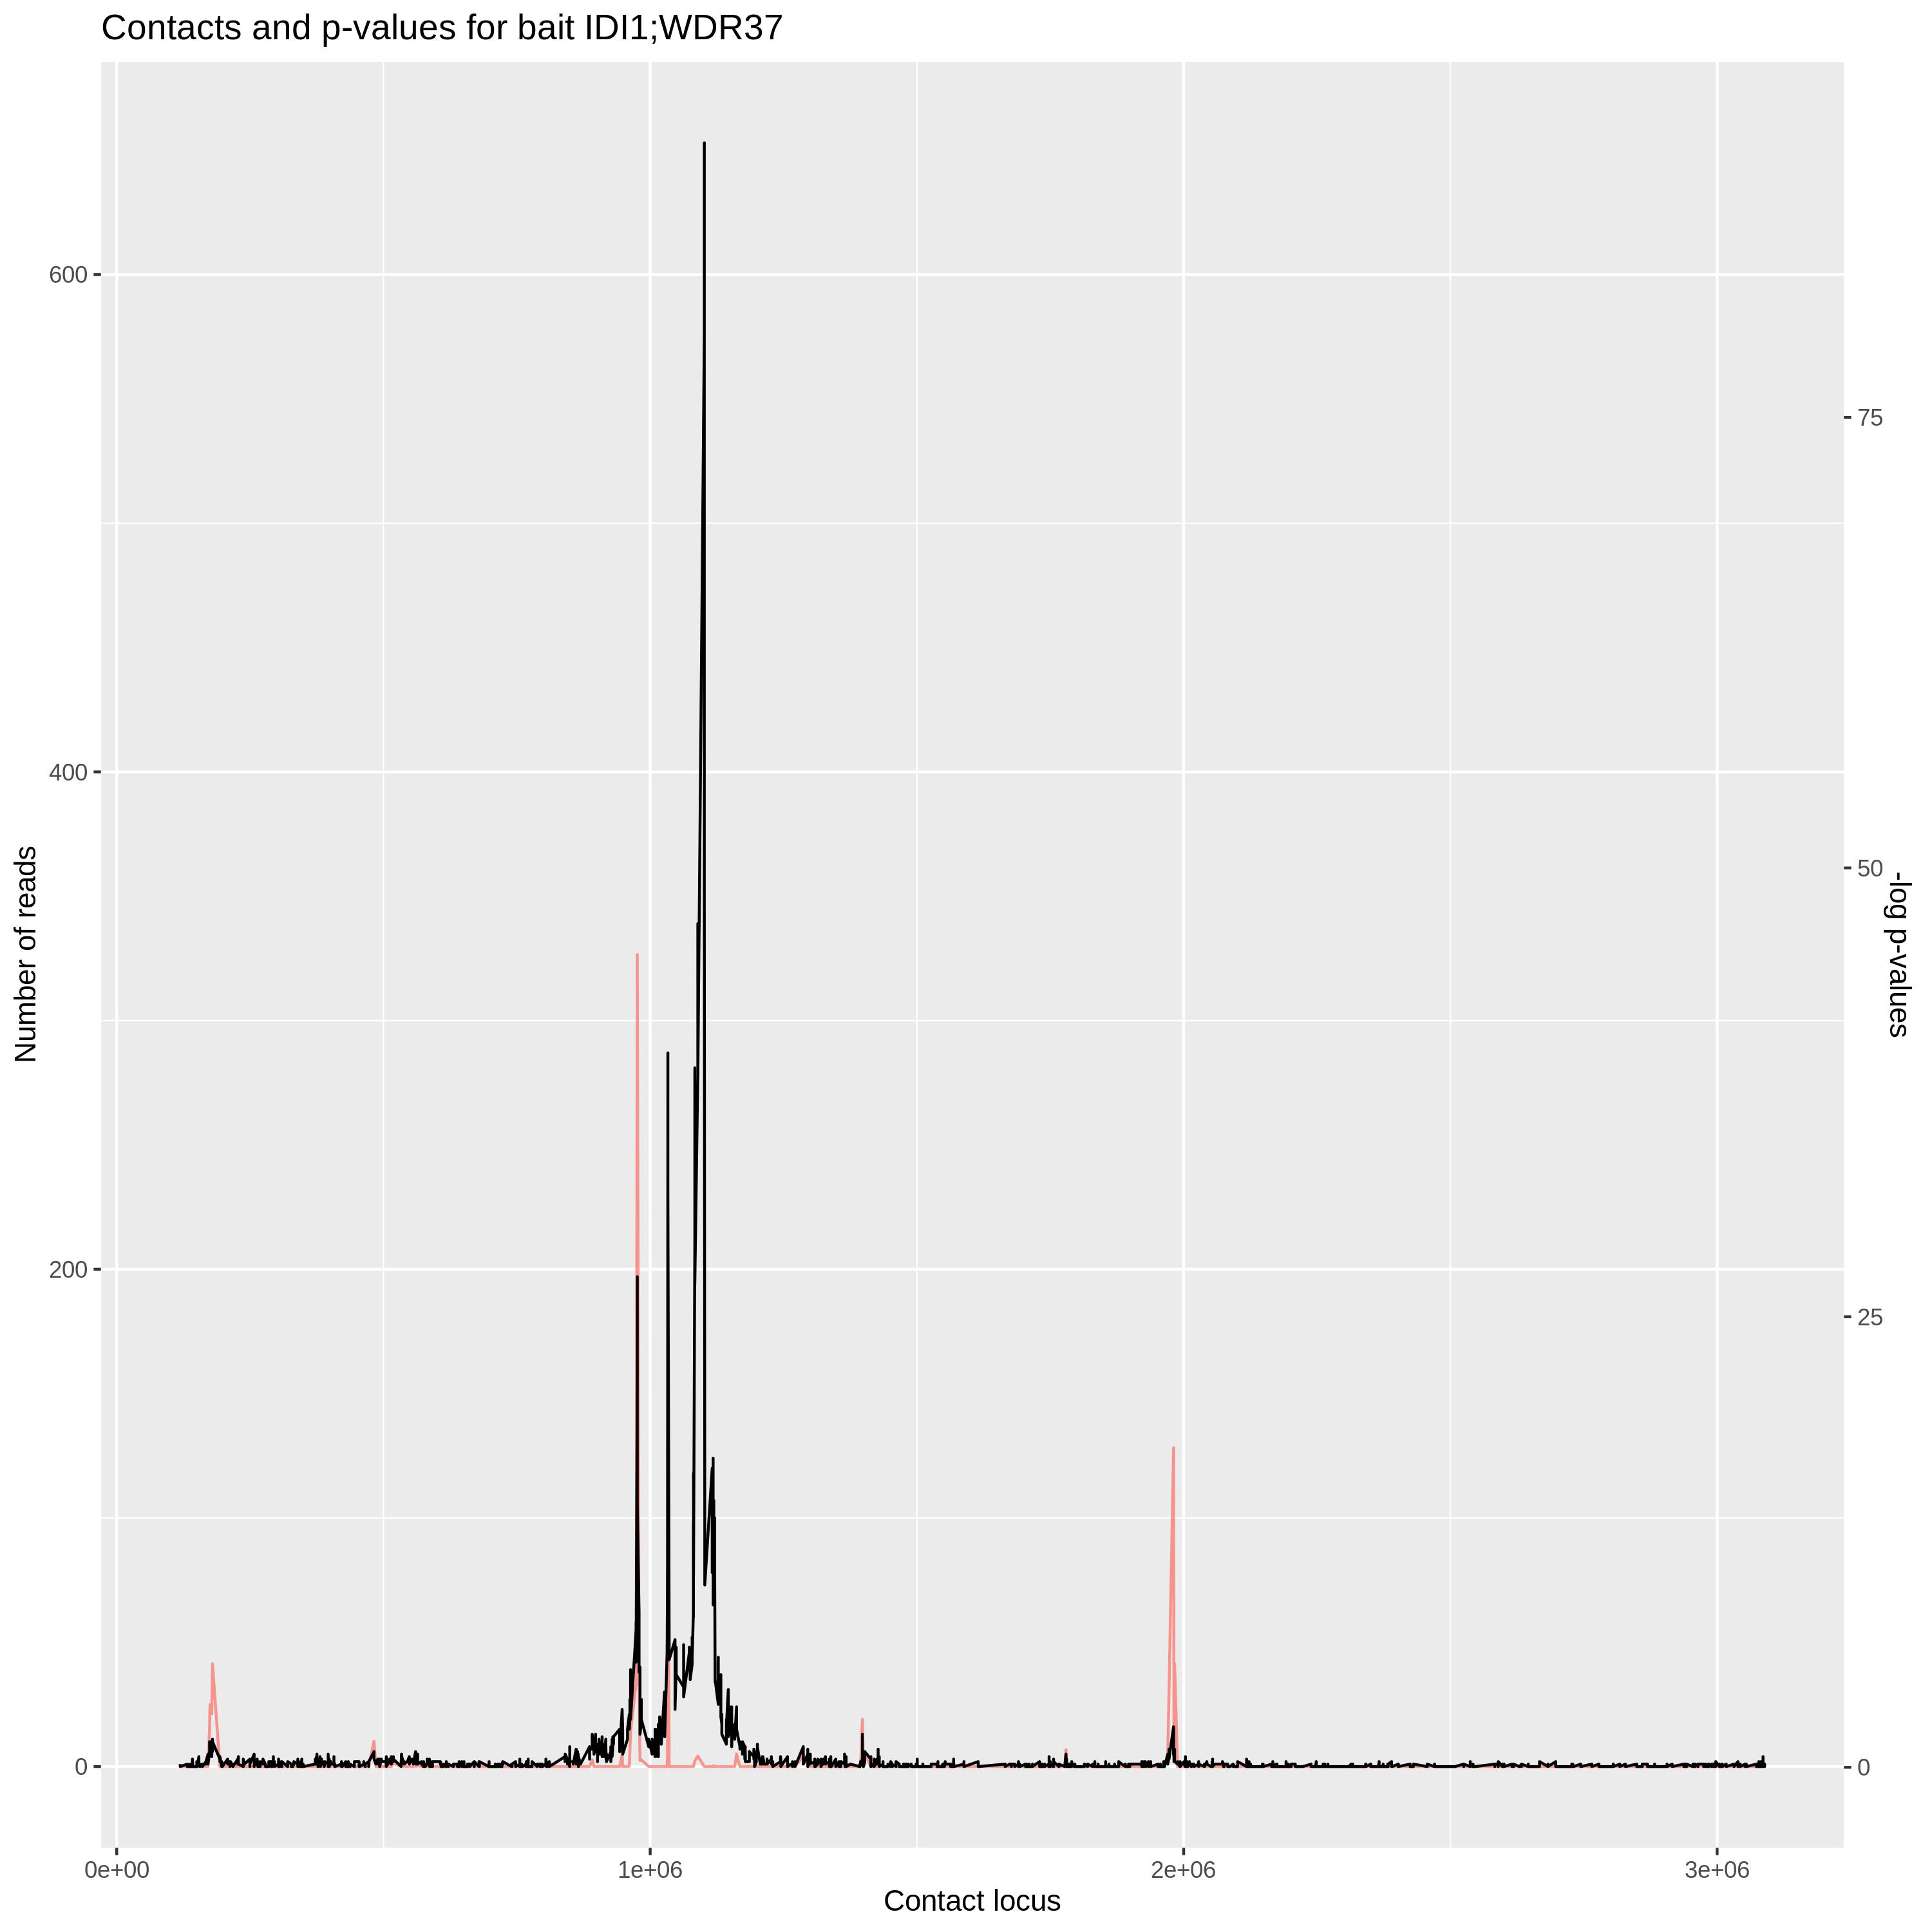 Contacts and p-values for bait IDI1;WDR37
600
400
200
0
Number of reads
75
50
25
0
-log p-values
0e+00
1e+06
2e+06
3e+06
Contact locus